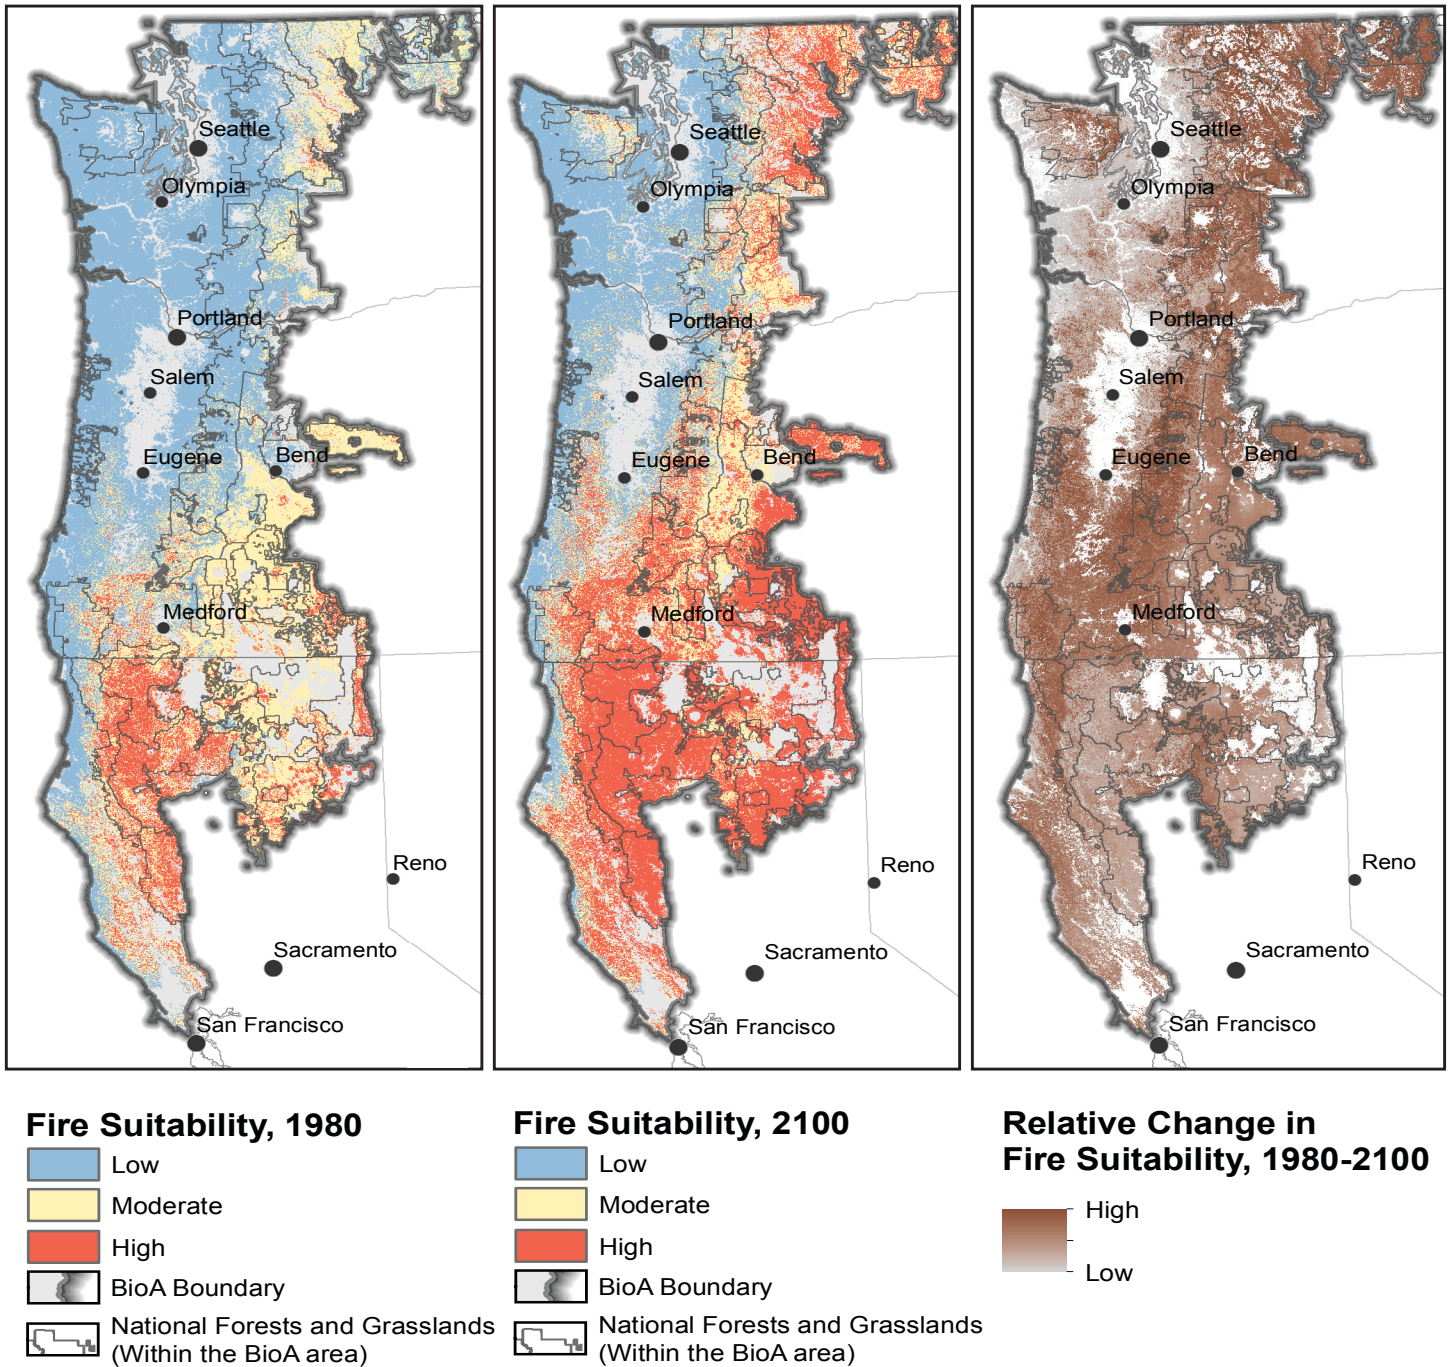 Seattle
Olympia
Portland
Salem
Eugene
Bend
Medford
Reno
Sacramento
San Francisco
Seattle
Olympia
Portland
Salem
Eugene
Bend
Medford
Reno
Sacramento
San Francisco
Seattle
Olympia
Portland
Salem
Eugene
Bend
Medford
Reno
Sacramento
San Francisco
Fire Suitability, 1980
Low
Moderate
High
BioA Boundary
National Forests and Grasslands
(Within the BioA area)
Fire Suitability, 2100
Low
Moderate
High
BioA Boundary
National Forests and Grasslands
(Within the BioA area)
Relative Change in
Fire Suitability, 1980-2100
High
Low